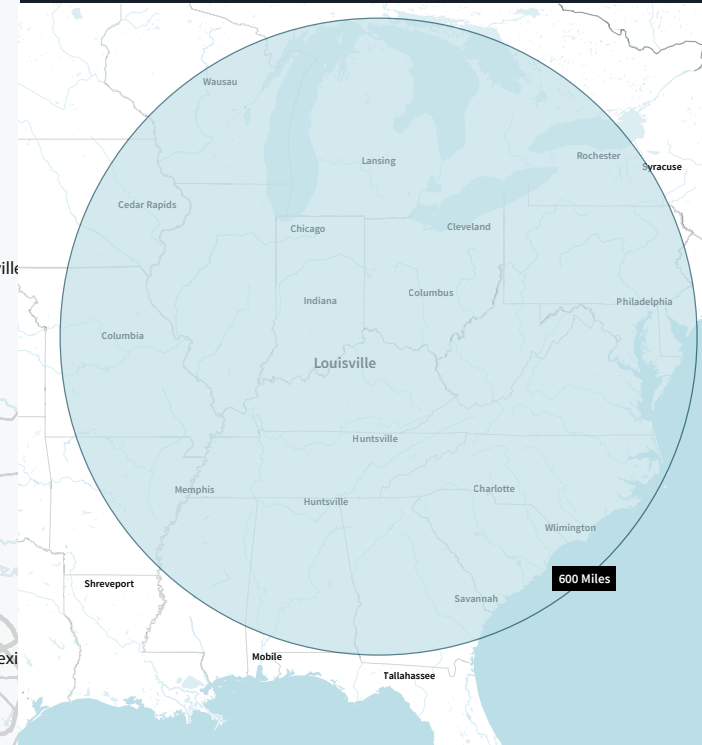 Wausau
Rochester
Lansing
Syracuse
Cedar Rapids
Chicago
Cleveland
ville
Columbus
Indiana
Philadelphia
Columbia
Louisville
Huntsville
Memphis
Charlotte
Huntsville
Wlimington
600 Miles
Shreveport
Savannah
Mobile
exi
Tallahassee